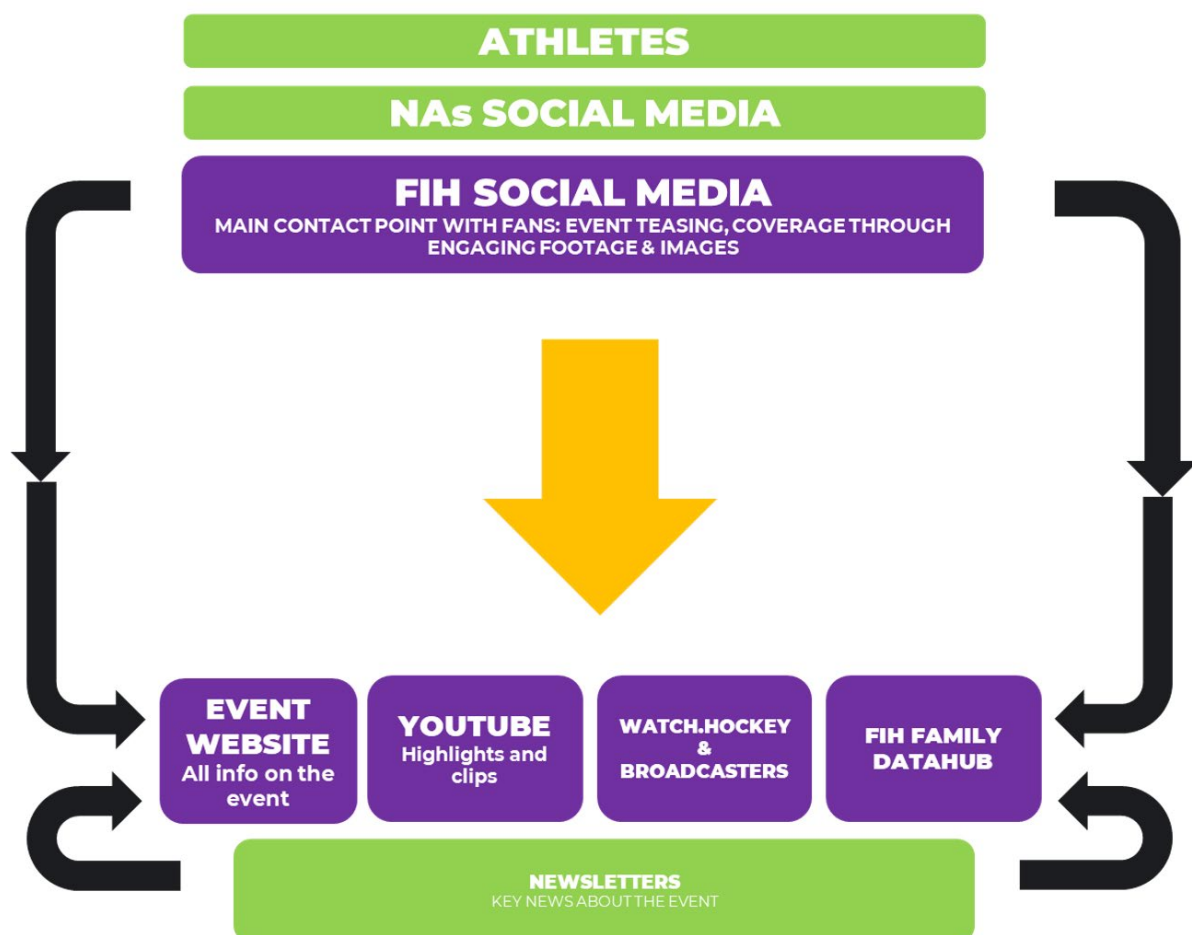 ATHLETES
NAs SOCIAL MEDIA
FIH SOCIAL MEDIA
MAIN CONTACT POINT WITH FANS: EVENT TEASING, COVERAGE THROUGH
ENGAGING FOOTAGE & IMAGES
EVENT
WEBSITE
All info on the
event
YOUTUBE
Highlights and
clips
WATCH.HOCKEY
&
BROADCASTERS
FIH FAMILY
DATAHUB
NEWSLETTERS
KEY NEWS ABOUT THE EVENT